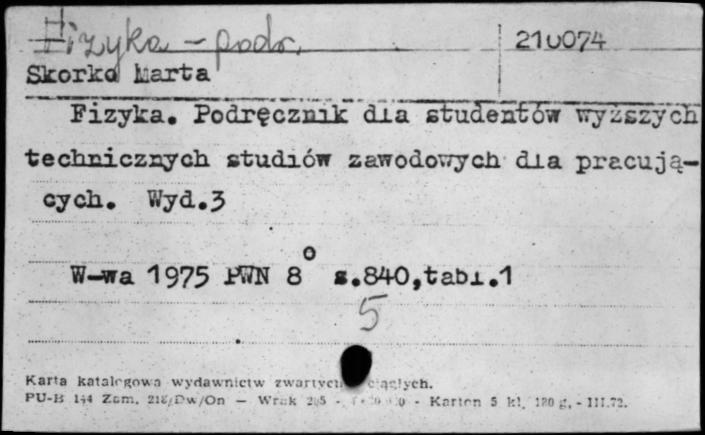 Fizyka – podr.
210074
Skorko Marta
Fizyka. Podręcznik dla studentów wyższych
technicznych studiów zawodowych dla pracują-
cych. Wyd.3
W-wa 1975 PWN 8° s.840,tabl.1
5
Karta katalogowa wydawnictw zwartych ciągłych.
PU-B 144 Zam. 218/Dw/On — Wrak - Karton 5 kl. 180 g, - III.72.